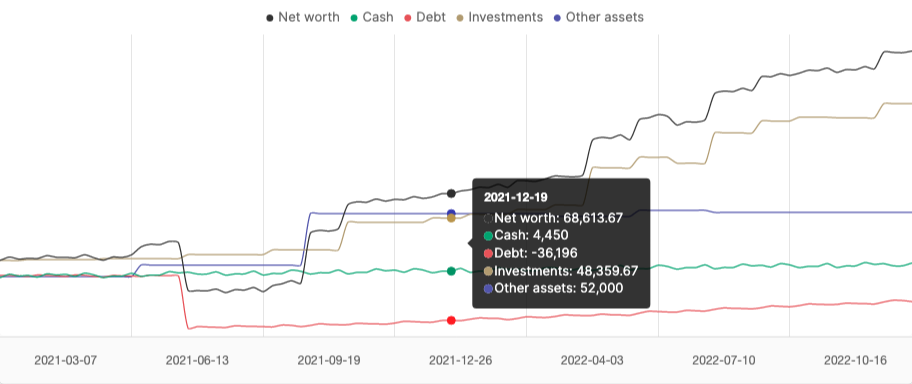 Net worth Cash Debt Investments Other assets
2021-12-19
Net worth: 68,613.67
Cash: 4,450
Debt: -36,196
Investments: 48,359.67
Other assets: 52,000
2021-03-07 2021-06-13 2021-09-19 2021-12-26 2022-04-03 2022-07-10 2022-10-16